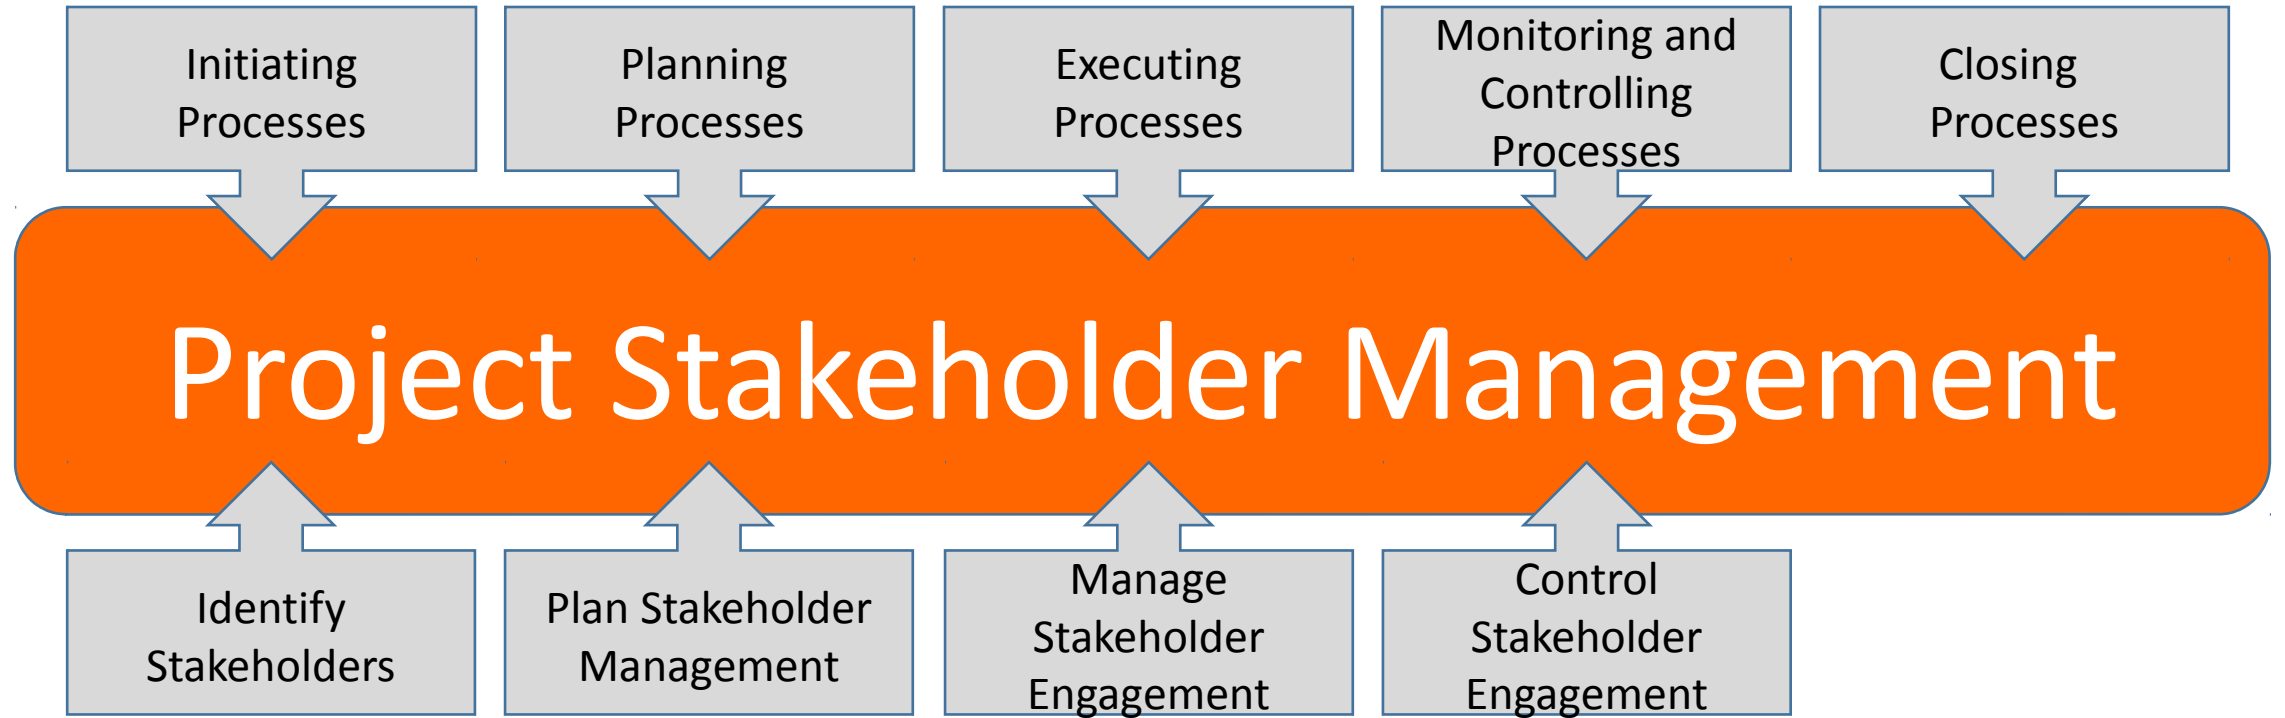 Initiating
Processes
Planning
Processes
Executing
Processes
Monitoring and
Controlling
Processes
Closing
Processes
Project Stakeholder Management
Identify
Stakeholders
Plan Stakeholder
Management
Manage
Stakeholder
Engagement
Control
Stakeholder
Engagement